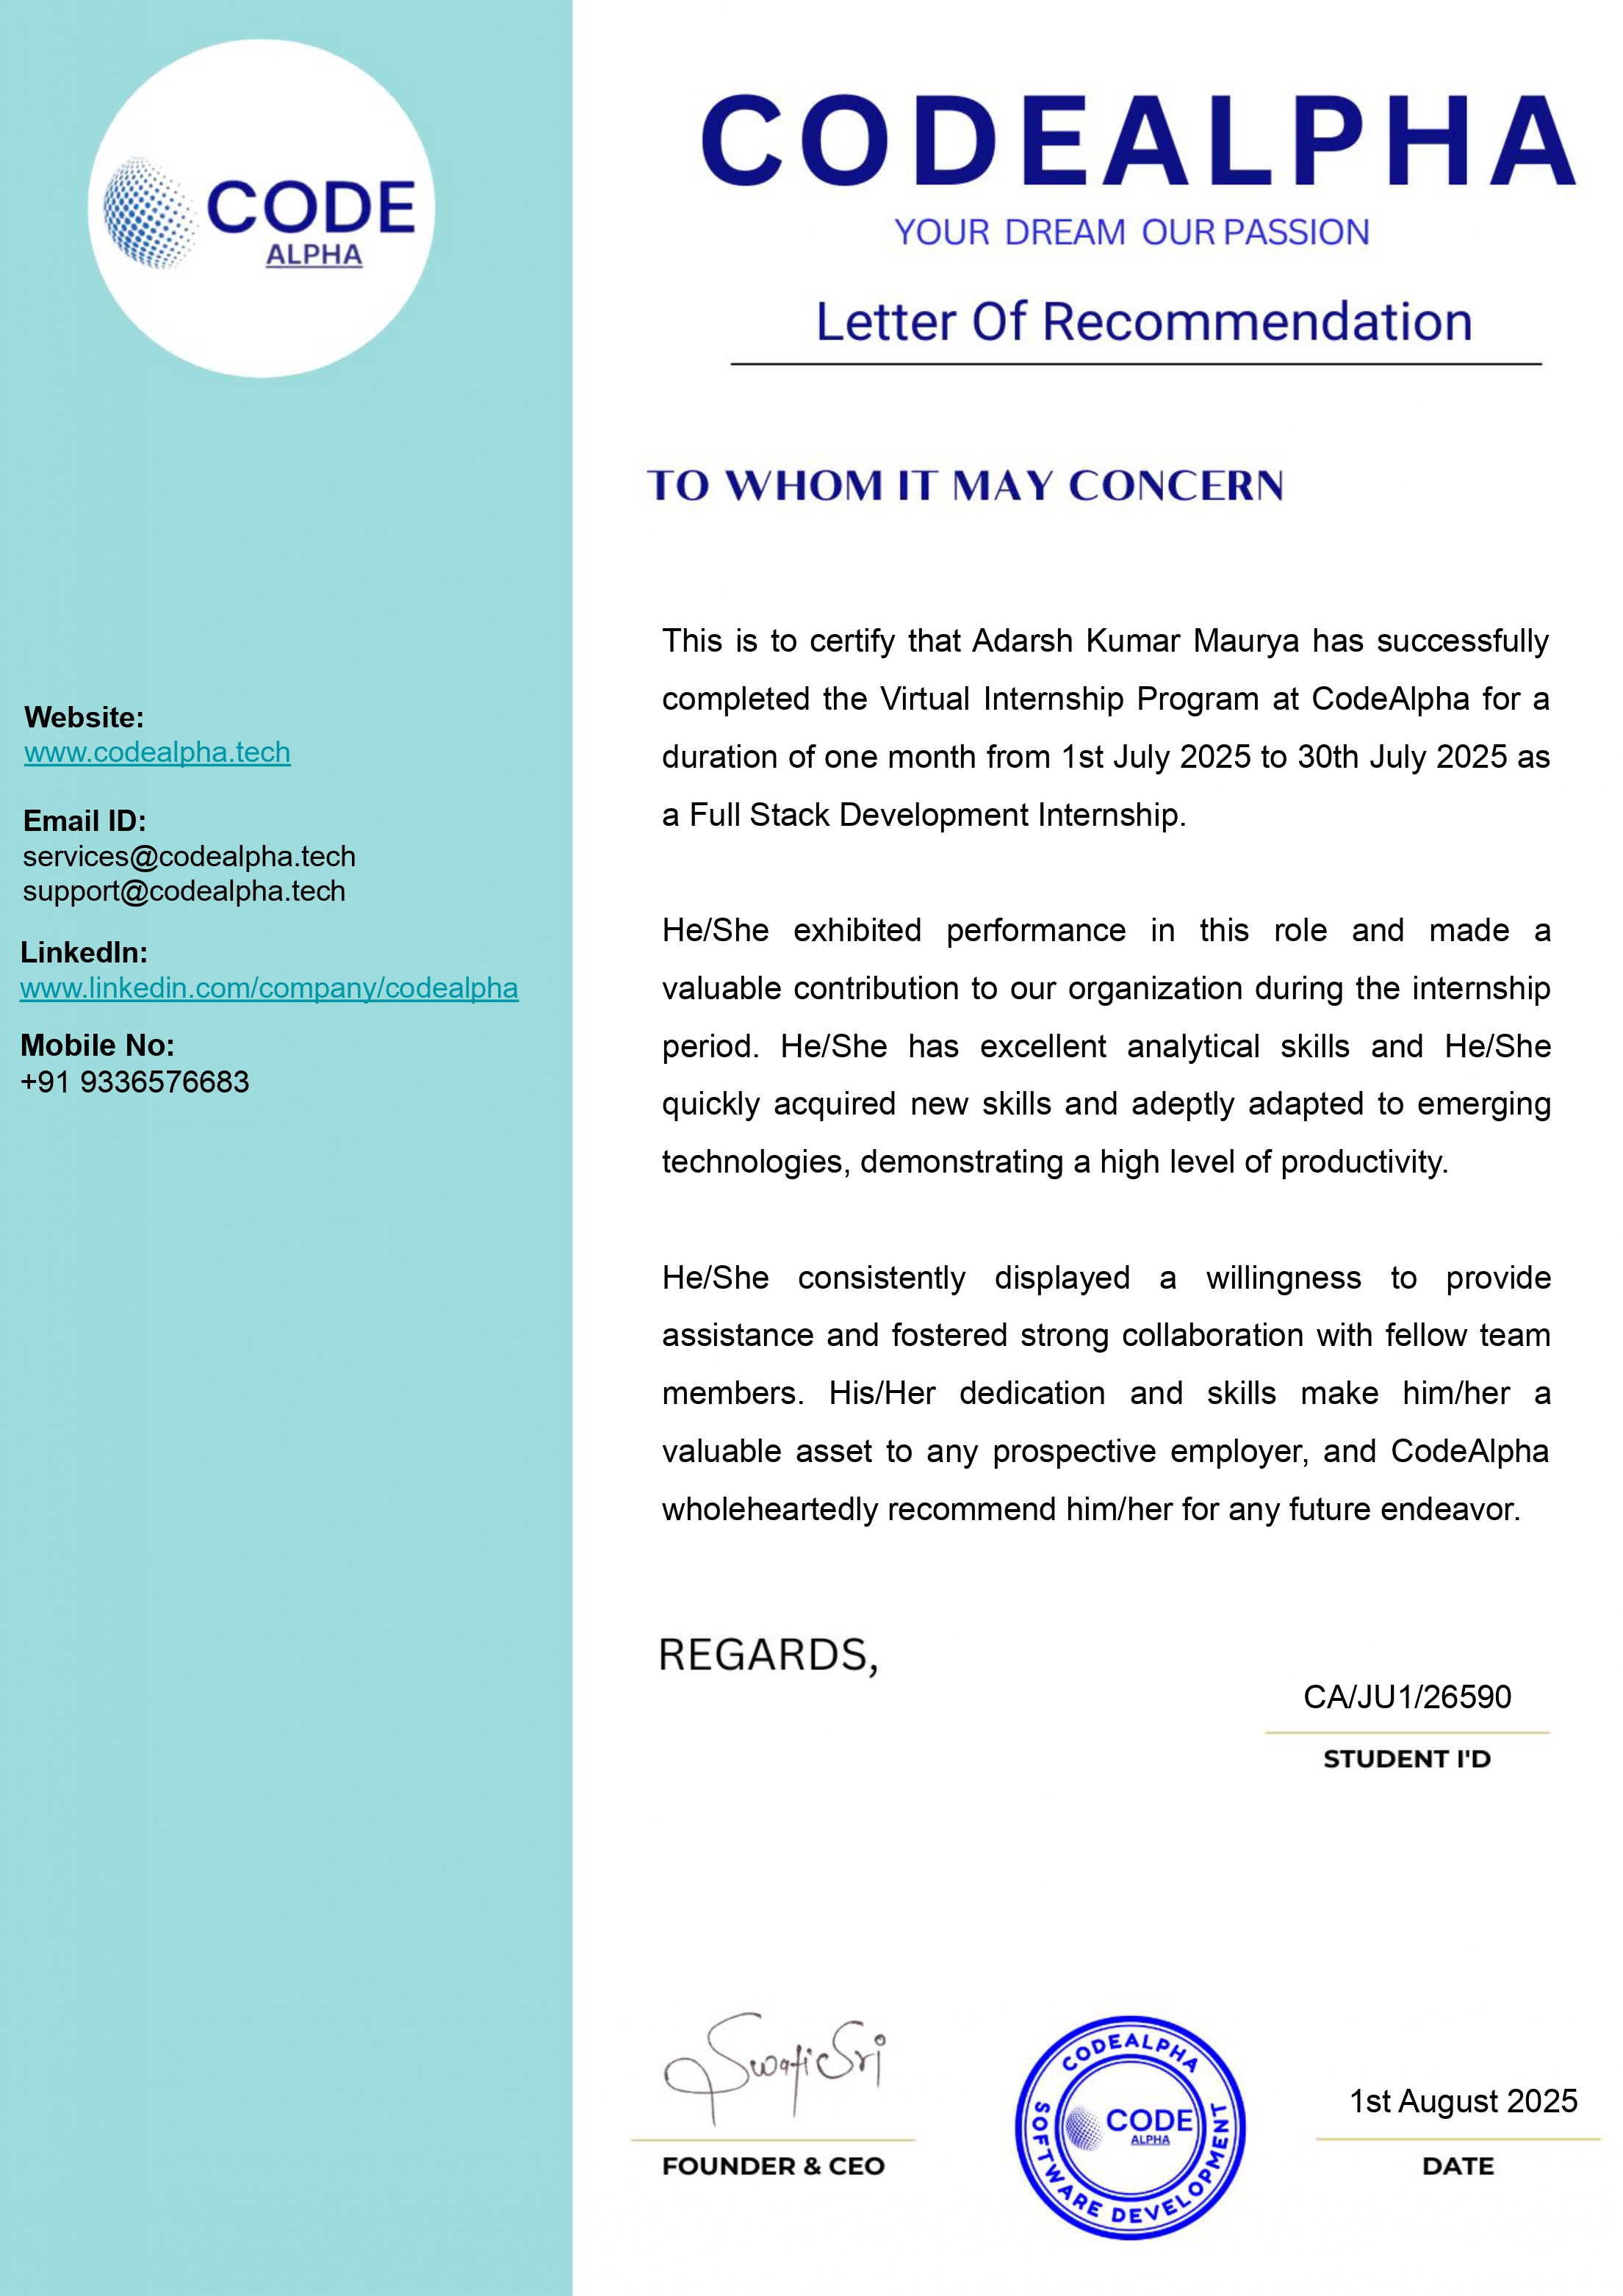 CODE
ALPHA
Website:
www.codealpha.tech
Email ID:
services@codealpha.tech
support@codealpha.tech
LinkedIn:
www.linkedin.com/company/codealpha
Mobile No:
+91 9336576683
CODEALPHA
YOUR DREAM OUR PASSION
Letter Of Recommendation
TO WHOM IT MAY CONCERN
This is to certify that Adarsh Kumar Maurya has successfully
completed the Virtual Internship Program at CodeAlpha for a
duration of one month from 1st July 2025 to 30th July 2025 as
a Full Stack Development Internship.
He/She exhibited performance in this role and made a
valuable contribution to our organization during the internship
period. He/She has excellent analytical skills and He/She
quickly acquired new skills and adeptly adapted to emerging
technologies, demonstrating a high level of productivity.
He/She consistently displayed a willingness to provide
assistance and fostered strong collaboration with fellow team
members. His/Her dedication and skills make him/her a
valuable asset to any prospective employer, and CodeAlpha
wholeheartedly recommend him/her for any future endeavor.
REGARDS,
CA/JU1/26590
STUDENT I'D
SwatiSri
FOUNDER & CEO
CODEALPHA
SOFTWARE DEVELOPMENT
CODE
ALPHA
1st August 2025
DATE